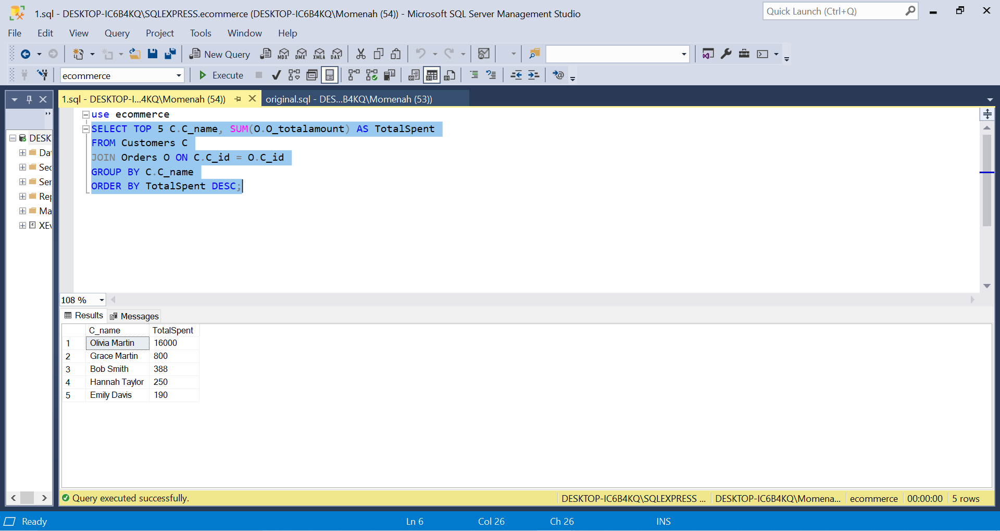 1.sql - DESKTOP-IC6B4KQ\SQLEXPRESS.ecommerce (DESKTOP-IC6B4KQ\Momenah (54)) - Microsoft SQL Server Management Studio
Quick Launch (Ctrl+Q)
File Edit View Query Project Tools Window Help
New Query MDX DMX XMLA DAX
ecommerce Execute
1.sql - DESKTOP-I...4KQ\Momenah (54)) original.sql - DES...B4KQ\Momenah (53))
DESK
Dat
Sec
Ser
Rep
Ma
XEv
use ecommerce
SELECT TOP 5 C.C_name, SUM(O.O_totalamount) AS TotalSpent
FROM Customers C
JOIN Orders O ON C.C_id = O.C_id
GROUP BY C.C_name
ORDER BY TotalSpent DESC;
108 %
Results Messages
C_name TotalSpent
1 Olivia Martin 16000
2 Grace Martin 800
3 Bob Smith 388
4 Hannah Taylor 250
5 Emily Davis 190
Query executed successfully. DESKTOP-IC6B4KQ\SQLEXPRESS ... DESKTOP-IC6B4KQ\Momena... ecommerce 00:00:00 5 rows
Ready Ln 6 Col 26 Ch 26 INS